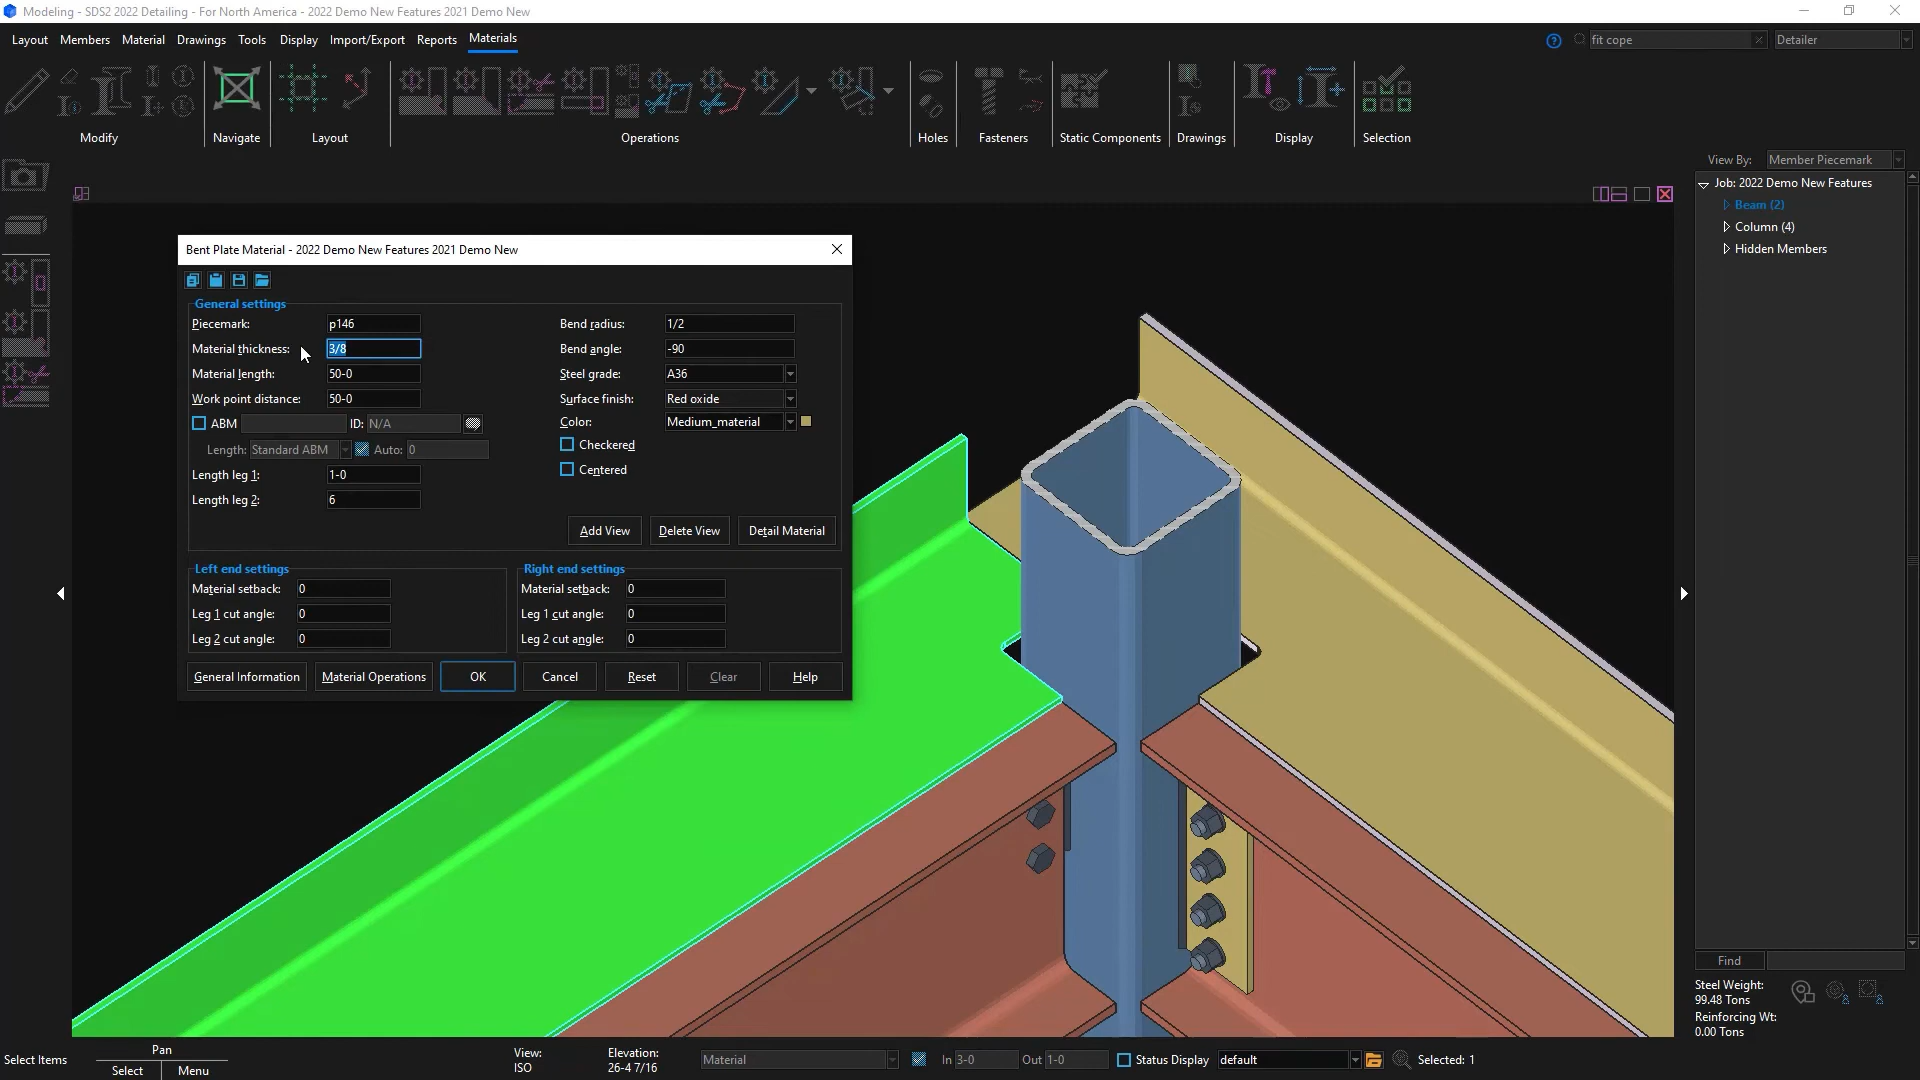 Modeling - SDS2 2022 Detailing - For North America - 2022 Demo New Features 2021 Demo New
Layout Members Material Drawings Tools Display Import/Export Reports Materials
fit cope Detailer
Modify Navigate Layout Operations Holes Fasteners Static Components Drawings Display Selection
View By: Member Piecemark
Job: 2022 Demo New Features
Beam (2)
Column (4)
Hidden Members
Bent Plate Material - 2022 Demo New Features 2021 Demo New
General settings
Piecemark: p146 Bend radius: 1/2
Material thickness: 3/8 Bend angle: -90
Material length: 50-0 Steel grade: A36
Work point distance: 50-0 Surface finish: Red oxide
ABM ID: N/A Color: Medium_material
Length: Standard ABM Auto: 0 Checkered
Centered
Length leg 1: 1-0
Length leg 2: 6
Add View Delete View Detail Material
Left end settings Right end settings
Material setback: 0 Material setback: 0
Leg 1 cut angle: 0 Leg 1 cut angle: 0
Leg 2 cut angle: 0 Leg 2 cut angle: 0
General Information Material Operations OK Cancel Reset Clear Help
Find
Steel Weight:
99.48 Tons
Reinforcing Wt:
0.00 Tons
Select Items Pan
Select Menu
View:
ISO
Elevation:
26-4 7/16
Material In 3-0 Out 1-0 Status Display default Selected: 1